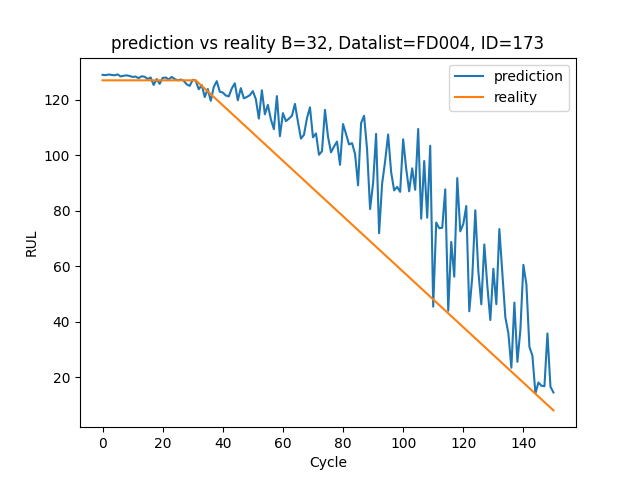 prediction vs reality B=32, Datalist=FD004, ID=173
prediction
reality
RUL
120
100
80
60
40
20
0 20 40 60 80 100 120 140
Cycle